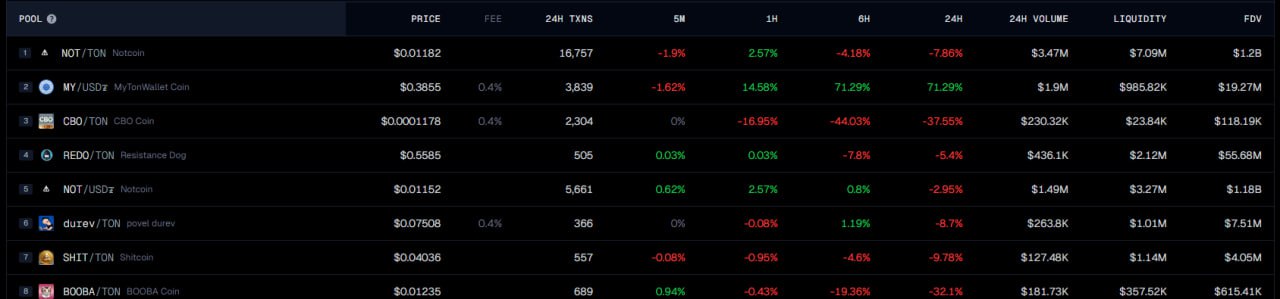 POOL ? PRICE FEE 24H TXNS 5M 1H 6H 24H 24H VOLUME LIQUIDITY FDV
1 NOT/TON Notcoin $0.01182 16,757 -1.9% 2.57% -4.18% -7.86% $3.47M $7.09M $1.2B
2 MY/USD₮ MyTonWallet Coin $0.3855 0.4% 3,839 -1.62% 14.58% 71.29% 71.29% $1.9M $985.82K $19.27M
3 CBO CBO/TON CBO Coin $0.0001178 0.4% 2,304 0% -16.95% -44.03% -37.55% $230.32K $23.84K $118.19K
4 REDO/TON Resistance Dog $0.5585 505 0.03% 0.03% -7.8% -5.4% $436.1K $2.12M $55.68M
5 NOT/USD₮ Notcoin $0.01152 5,661 0.62% 2.57% 0.8% -2.95% $1.49M $3.27M $1.18B
6 durev/TON povel durev $0.07508 0.4% 366 0% -0.08% 1.19% -8.7% $263.8K $1.01M $7.51M
7 SHIT/TON Shitcoin $0.04036 557 -0.08% -0.95% -4.6% -9.78% $127.48K $1.14M $4.05M
8 BOOBA/TON BOOBA Coin $0.01235 689 0.94% -0.43% -19.36% -32.1% $181.73K $357.52K $615.41K